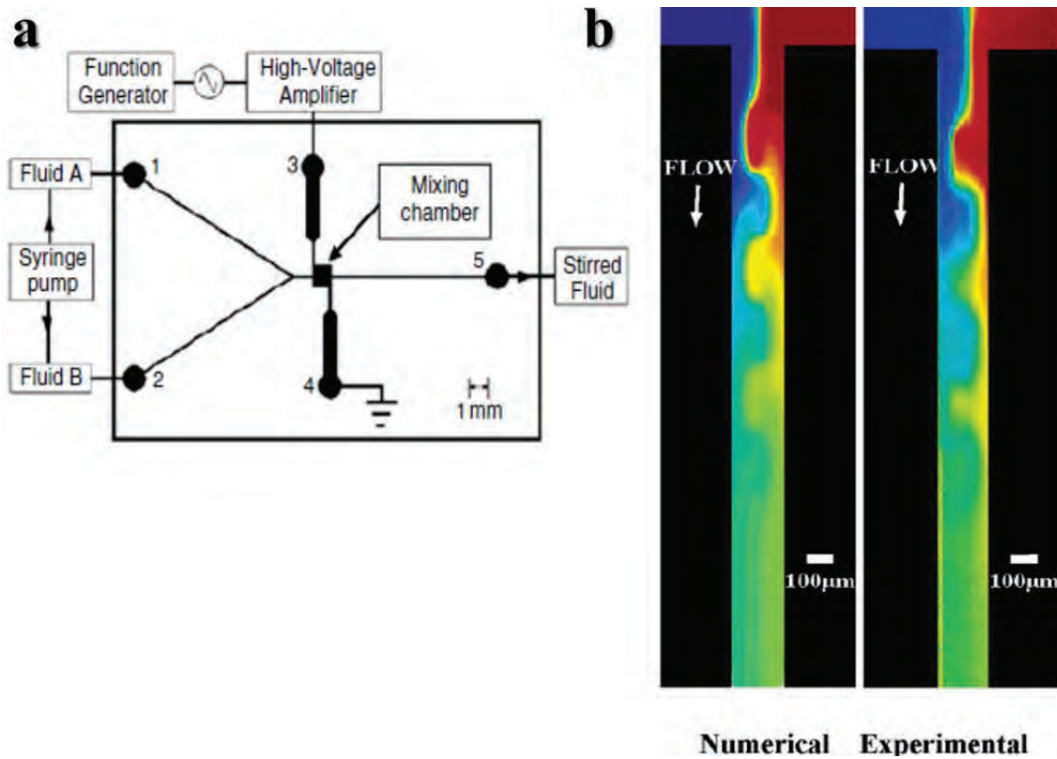 a
Function
Generator
High-Voltage
Amplifier
Fluid A
1
3
Mixing
chamber
Syringe
pump
5
Stirred
Fluid
Fluid B
2
4
1 mm
b
FLOW
FLOW
100μm
100μm
Numerical
Experimental